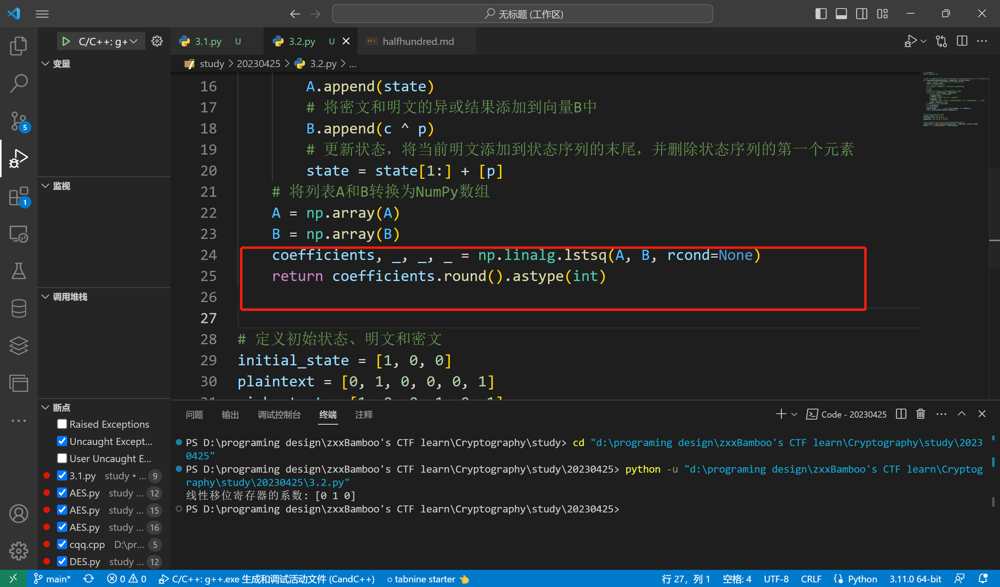 无标题 (工作区)
C/C++: g+
3.1.py U
3.2.py U
halfhundred.md
study > 20230425 > 3.2.py > ...
变量
监视
调用堆栈
断点
Raised Exceptions
Uncaught Except...
User Uncaught E...
3.1.py study • ... 9
AES.py study ... 12
AES.py study ... 15
AES.py study ... 16
cqq.cpp D:\pr... 5
DES.py study ... 12
5
1
16 A.append(state)
17 # 将密文和明文的异或结果添加到向量B中
18 B.append(c ^ p)
19 # 更新状态，将当前明文添加到状态序列的末尾，并删除状态序列的第一个元素
20 state = state[1:] + [p]
21 # 将列表A和B转换为NumPy数组
22 A = np.array(A)
23 B = np.array(B)
24 coefficients, _, _, _ = np.linalg.lstsq(A, B, rcond=None)
25 return coefficients.round().astype(int)
26
27
28 # 定义初始状态、明文和密文
29 initial_state = [1, 0, 0]
30 plaintext = [0, 1, 0, 0, 0, 1]
问题 输出 调试控制台 终端 注释
Code - 20230425
PS D:\programing design\zxxBamboo's CTF learn\Cryptography\study> cd "d:\programing design\zxxBamboo's CTF learn\Cryptography\study\2023
0425"
PS D:\programing design\zxxBamboo's CTF learn\Cryptography\study\20230425> python -u "d:\programing design\zxxBamboo's CTF learn\Cryptog
raphy\study\20230425\3.2.py"
线性移位寄存器的系数: [0 1 0]
PS D:\programing design\zxxBamboo's CTF learn\Cryptography\study\20230425>
main* 0 0 C/C++: g++.exe 生成和调试活动文件 (CandC++) tabnine starter 行 27，列 1 空格: 4 UTF-8 CRLF Python 3.11.0 64-bit